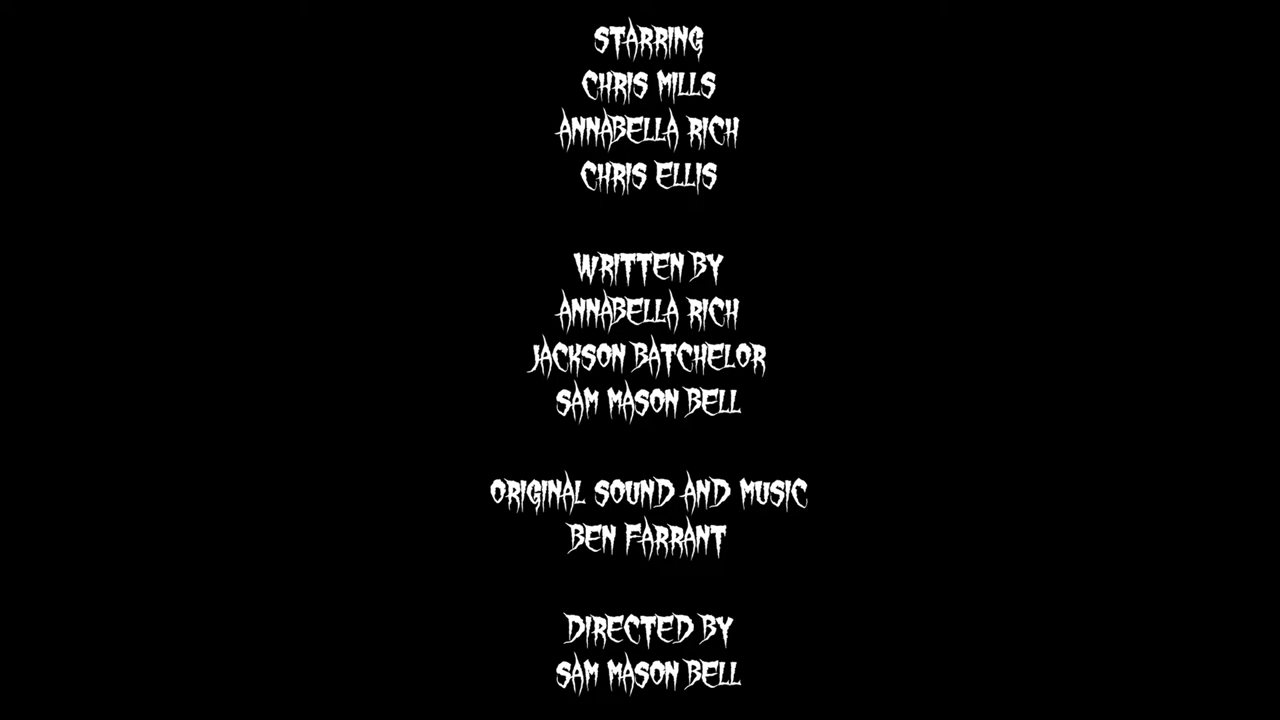 STARRING
CHRIS MILLS
ANNABELLA RICH
CHRIS ELLIS
WRITTEN BY
ANNABELLA RICH
JACKSON BATCHELOR
SAM MASON BELL
ORIGINAL SOUND AND MUSIC
BEN FARRANT
DIRECTED BY
SAM MASON BELL